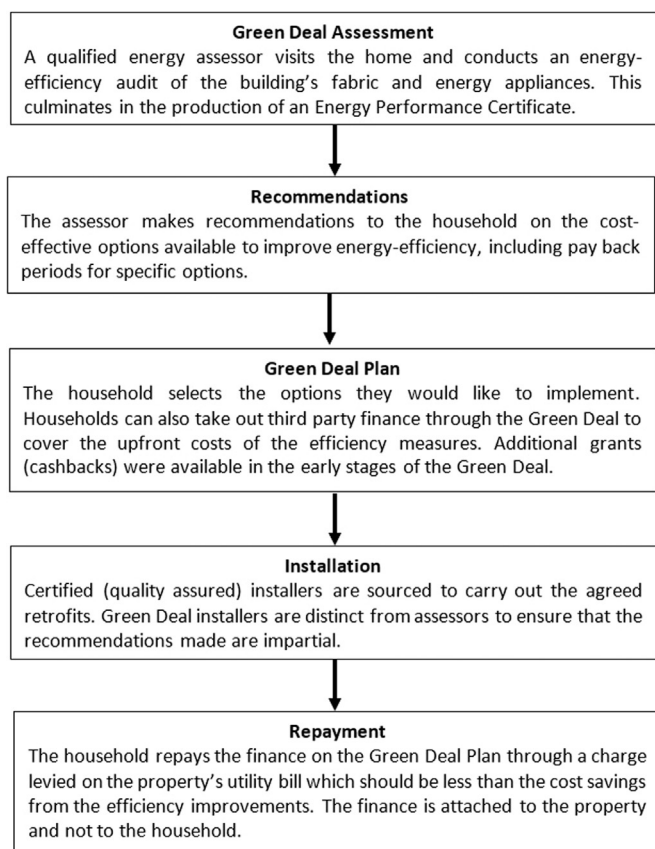 Green Deal Assessment
A qualified energy assessor visits the home and conducts an energy-
efficiency audit of the building's fabric and energy appliances. This
culminates in the production of an Energy Performance Certificate.
Recommendations
The assessor makes recommendations to the household on the cost-
effective options available to improve energy-efficiency, including pay back
periods for specific options.
Green Deal Plan
The household selects the options they would like to implement.
Households can also take out third party finance through the Green Deal to
cover the upfront costs of the efficiency measures. Additional grants
(cashbacks) were available in the early stages of the Green Deal.
Installation
Certified (quality assured) installers are sourced to carry out the agreed
retrofits. Green Deal installers are distinct from assessors to ensure that the
recommendations made are impartial.
Repayment
The household repays the finance on the Green Deal Plan through a charge
levied on the property's utility bill which should be less than the cost savings
from the efficiency improvements. The finance is attached to the property
and not to the household.